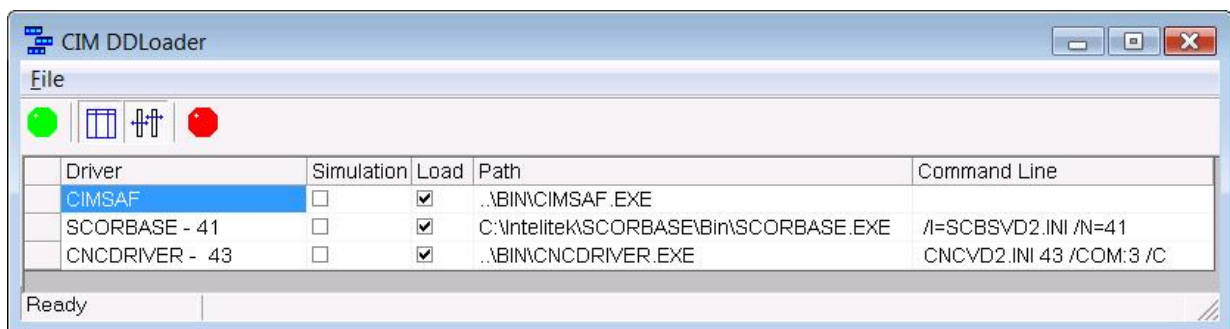 CIM DDLoader
File
Driver Simulation Load Path Command Line
CIMSAF ..\BIN\CIMSAF.EXE
SCORBASE - 41 C:\Intelitek\SCORBASE\Bin\SCORBASE.EXE /I=SCBSVD2.INI /N=41
CNCDRIVER - 43 ..\BIN\CNCDRIVER.EXE CNCVD2.INI 43 /COM:3 /C
Ready